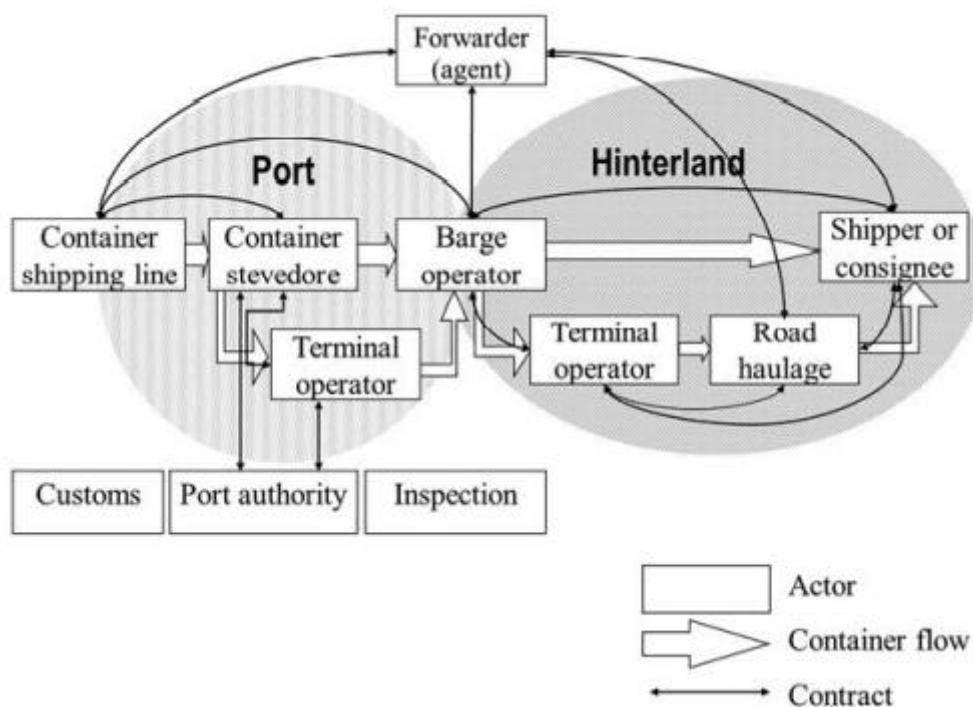 Forwarder
(agent)
Port
Hinterland
Container
shipping line
Container
stevedore
Barge
operator
Shipper or
consignee
Terminal
operator
Terminal
operator
Road
haulage
Customs
Port authority
Inspection
Actor
Container flow
Contract